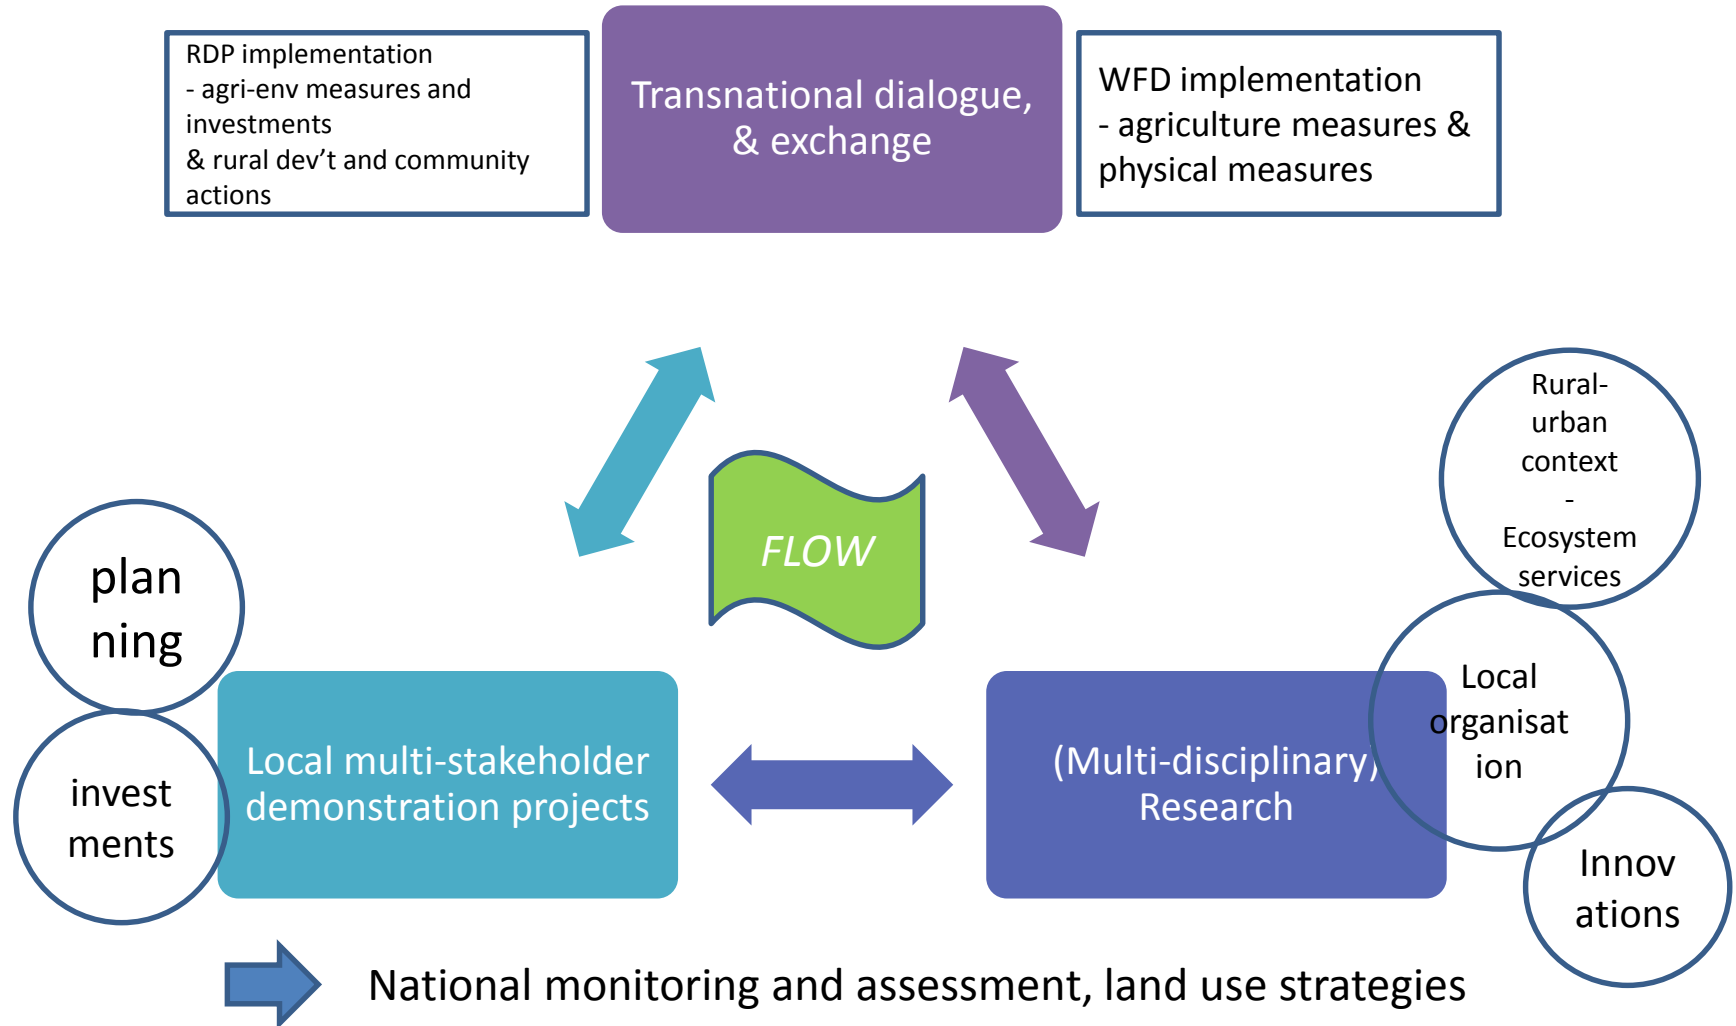 RDP implementation
- agri-env measures and
investments
& rural dev’t and community
actions
Transnational dialogue,
& exchange
WFD implementation
- agriculture measures &
physical measures
Rural-
urban
context
-
Ecosystem
services
FLOW
plan
ning
invest
ments
Local multi-stakeholder
demonstration projects
(Multi-disciplinary)
Research
Local
organisat
ion
Innov
ations
National monitoring and assessment, land use strategies